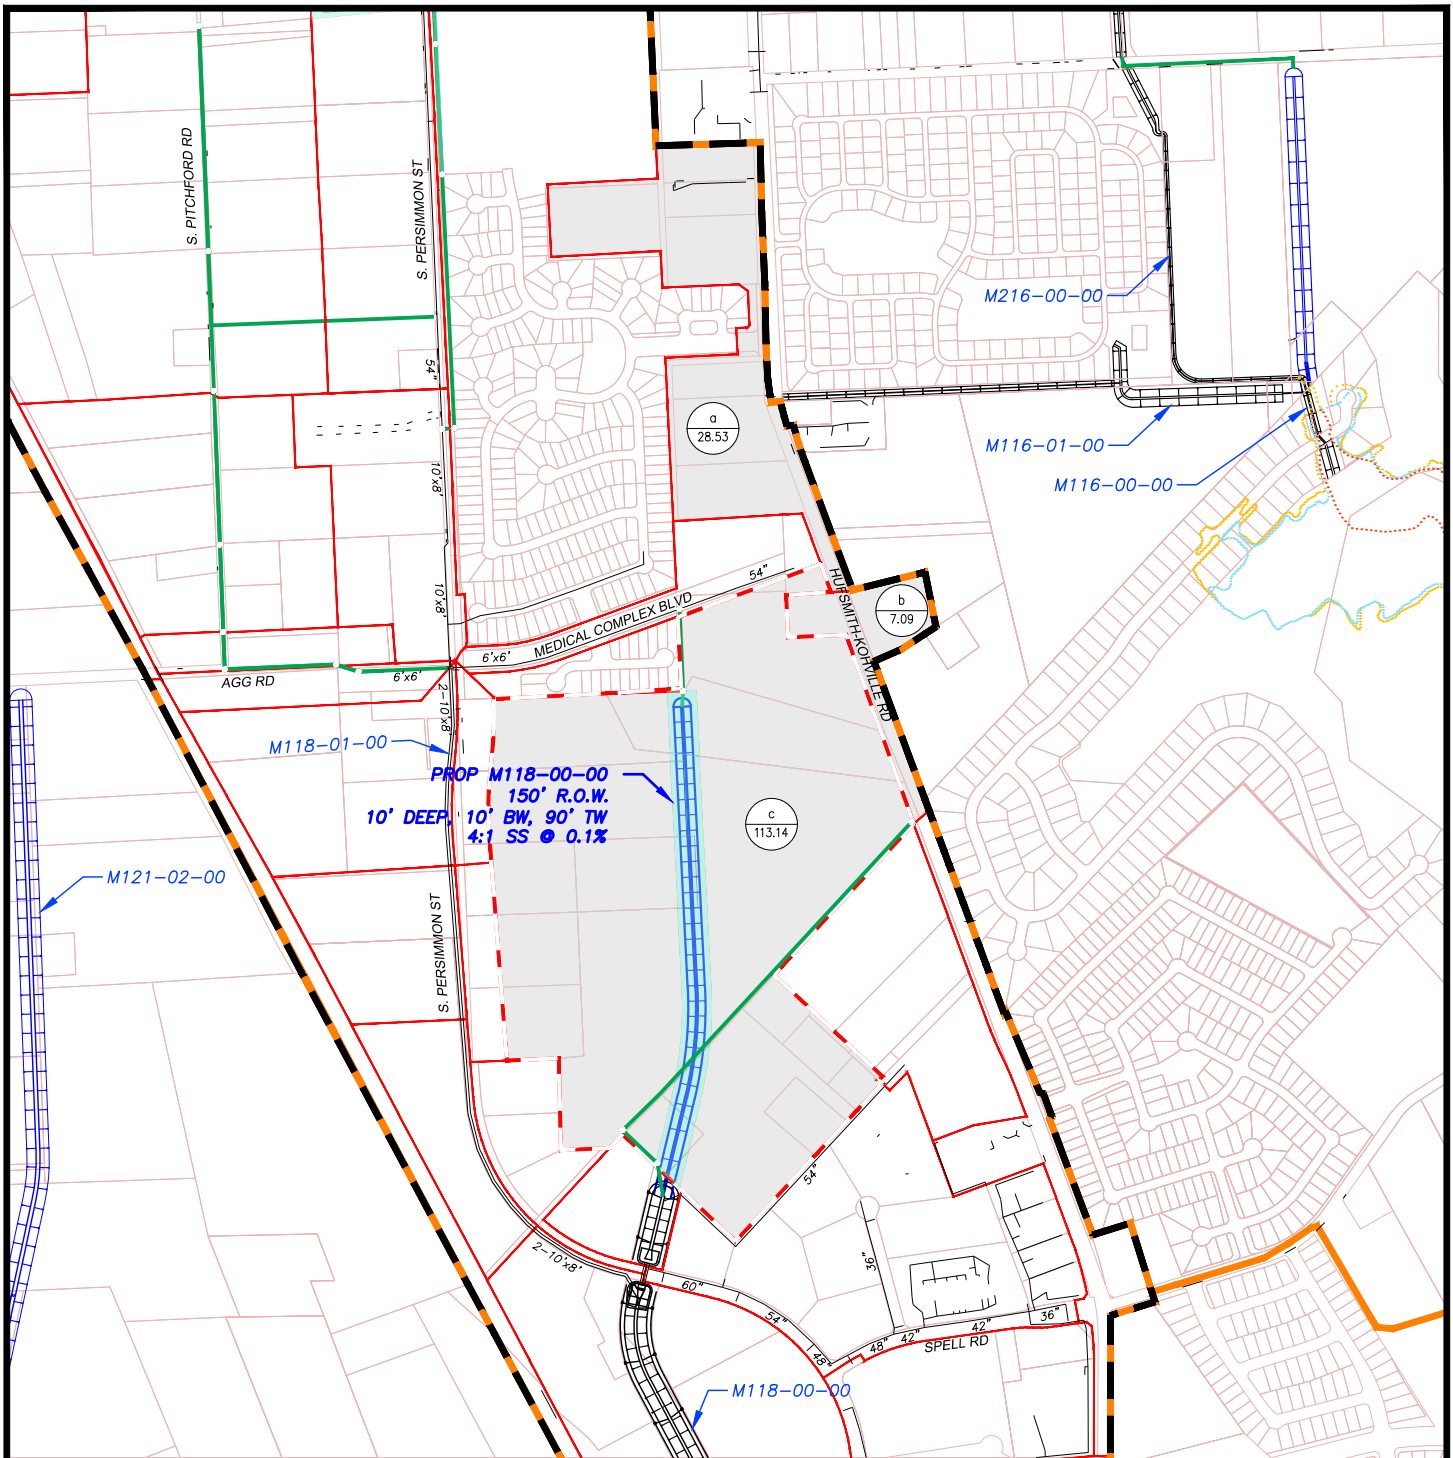 S. PITCHFORD RD
S. PERSIMMON ST
54"
10'x8'
10'x8'
M216-00-00
M116-01-00
M116-00-00
a
28.53
b
7.09
54"
MEDICAL COMPLEX BLVD
6'x6'
HUFSMITH-KOHVILLE RD
AGG RD
6'x6'
2-10'x8'
M118-01-00
PROP M118-00-00
150' R.O.W.
10' DEEP, 10' BW, 90' TW
4:1 SS @ 0.1%
c
113.14
M121-02-00
S. PERSIMMON ST
54"
2-10'x8'
36"
60"
54"
48"
48"
42"
42"
36"
SPELL RD
M118-00-00